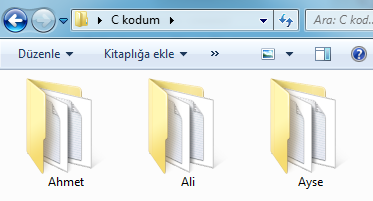 C kodum
Ara: C kod...
Düzenle
Kitaplığa ekle
Ahmet
Ali
Ayse